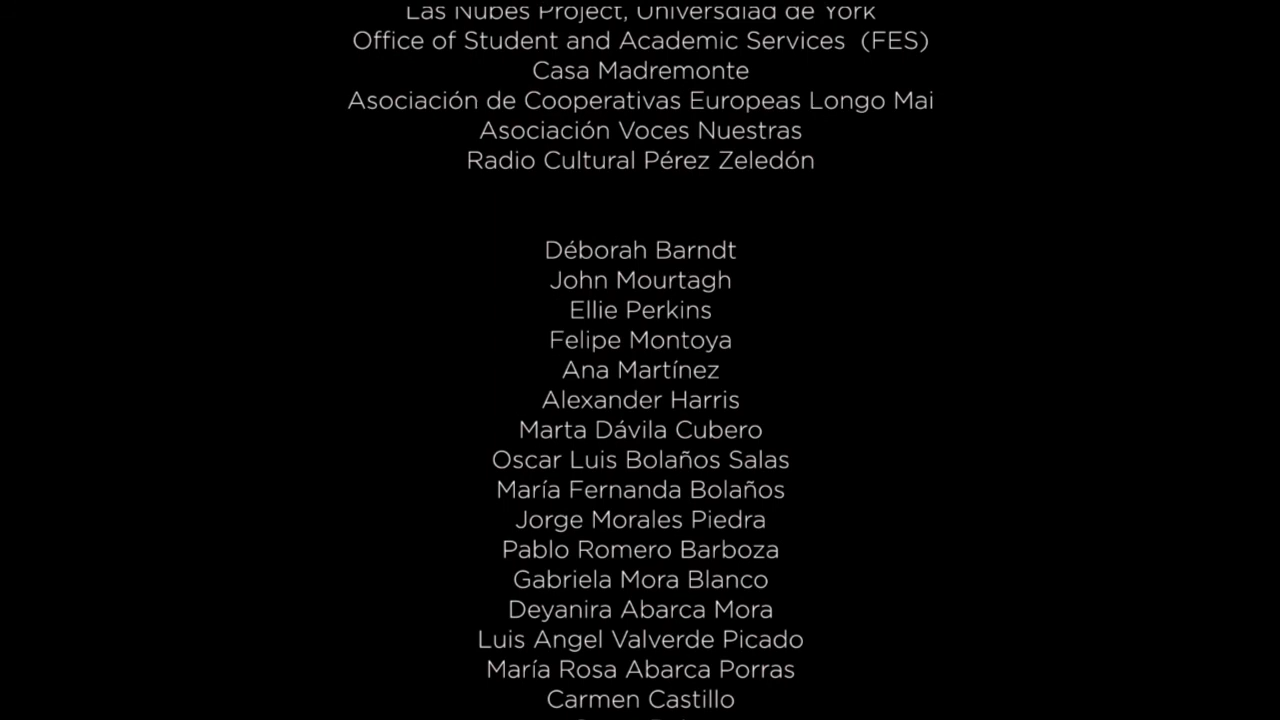 Las Nubes Project, Universdiad de York
Office of Student and Academic Services (FES)
Casa Madremonte
Asociación de Cooperativas Europeas Longo Mai
Asociación Voces Nuestras
Radio Cultural Pérez Zeledón
Déborah Barndt
John Mourtagh
Ellie Perkins
Felipe Montoya
Ana Martínez
Alexander Harris
Marta Dávila Cubero
Oscar Luis Bolaños Salas
María Fernanda Bolaños
Jorge Morales Piedra
Pablo Romero Barboza
Gabriela Mora Blanco
Deyanira Abarca Mora
Luis Angel Valverde Picado
María Rosa Abarca Porras
Carmen Castillo